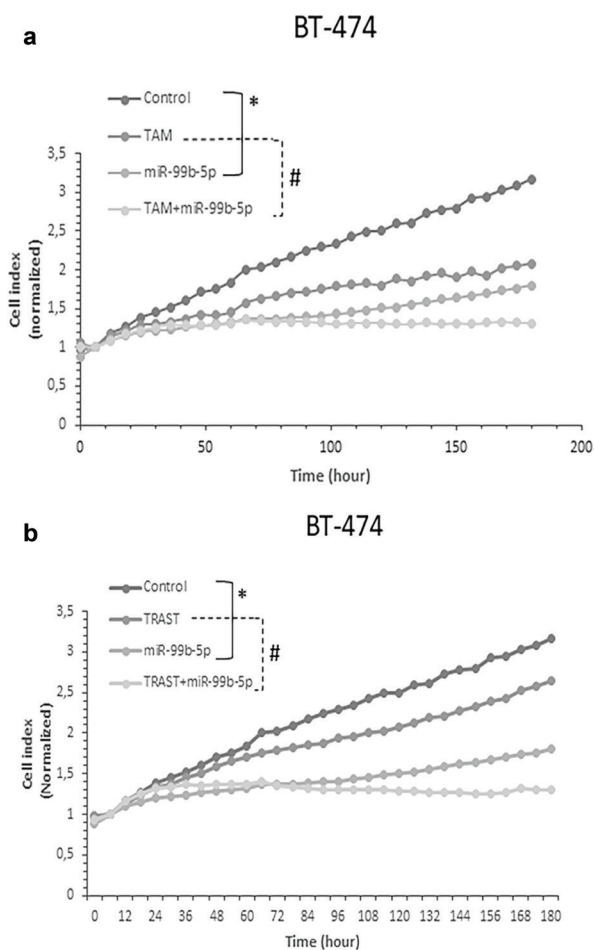 a
BT-474
Control
*
TAM
miR-99b-5p
#
TAM+miR-99b-5p
3,5
3
2,5
2
1,5
1
0,5
0
Cell index
(normalized)
0 50 100 150 200
Time (hour)
b
BT-474
Control
*
TRAST
miR-99b-5p
#
TRAST+miR-99b-5p
3,5
3
2,5
2
1,5
1
0,5
0
Cell index
(Normalized)
0 12 24 36 48 60 72 84 96 108 120 132 144 156 168 180
Time (hour)